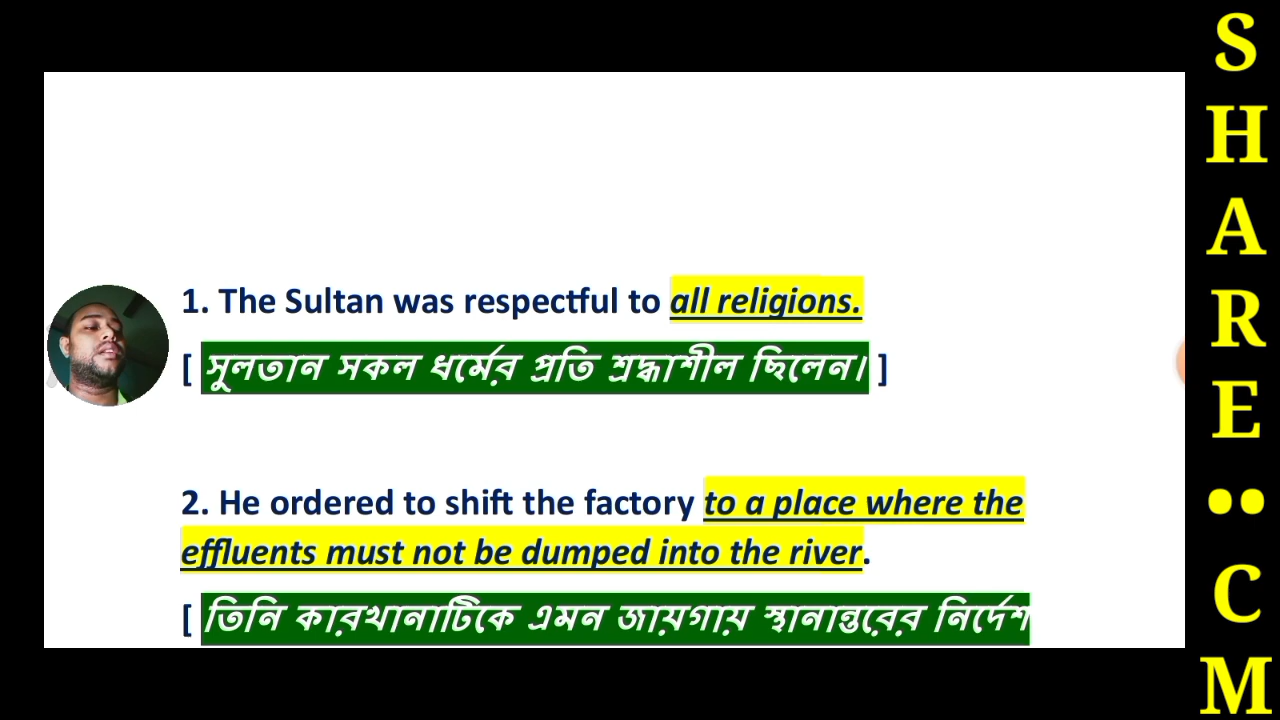 1. The Sultan was respectful to all religions.
[ সুলতান সকল ধর্মের প্রতি শ্রদ্ধাশীল ছিলেন। ]
2. He ordered to shift the factory to a place where the
effluents must not be dumped into the river.
[ তিনি কারখানাটিকে এমন জায়গায় স্থানান্তরের নির্দেশ
S
H
A
R
E
••
C
M